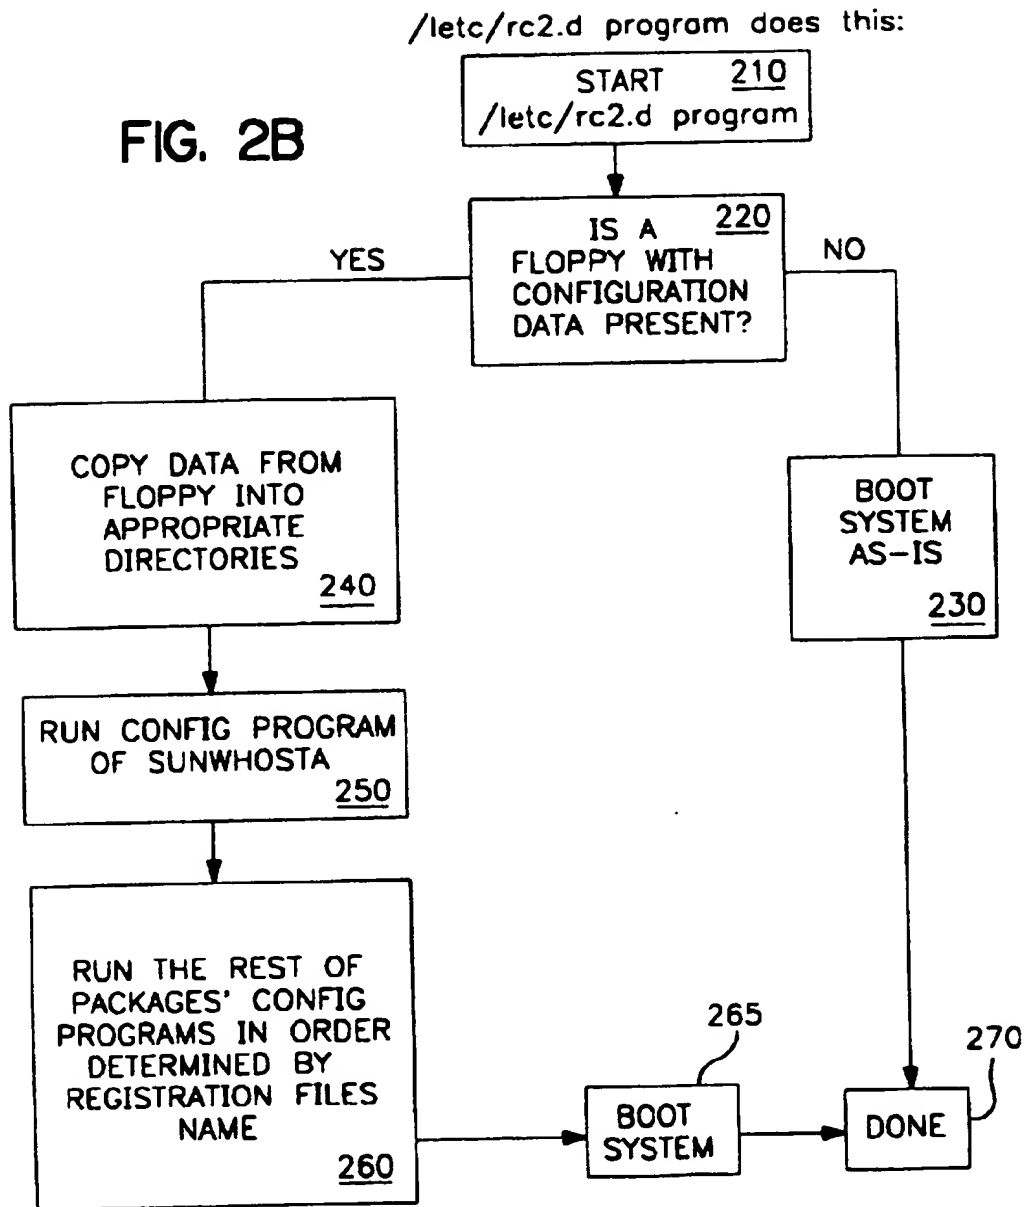 /letc/rc2.d program does this:
START 210
/letc/rc2.d program
FIG. 2B
IS A 220
FLOPPY WITH
CONFIGURATION
DATA PRESENT?
YES
NO
COPY DATA FROM
FLOPPY INTO
APPROPRIATE
DIRECTORIES
240
BOOT
SYSTEM
AS-IS
230
RUN CONFIG PROGRAM
OF SUNWHOSTA
250
RUN THE REST OF
PACKAGES' CONFIG
PROGRAMS IN ORDER
DETERMINED BY
REGISTRATION FILES
NAME
260
265
BOOT
SYSTEM
270
DONE